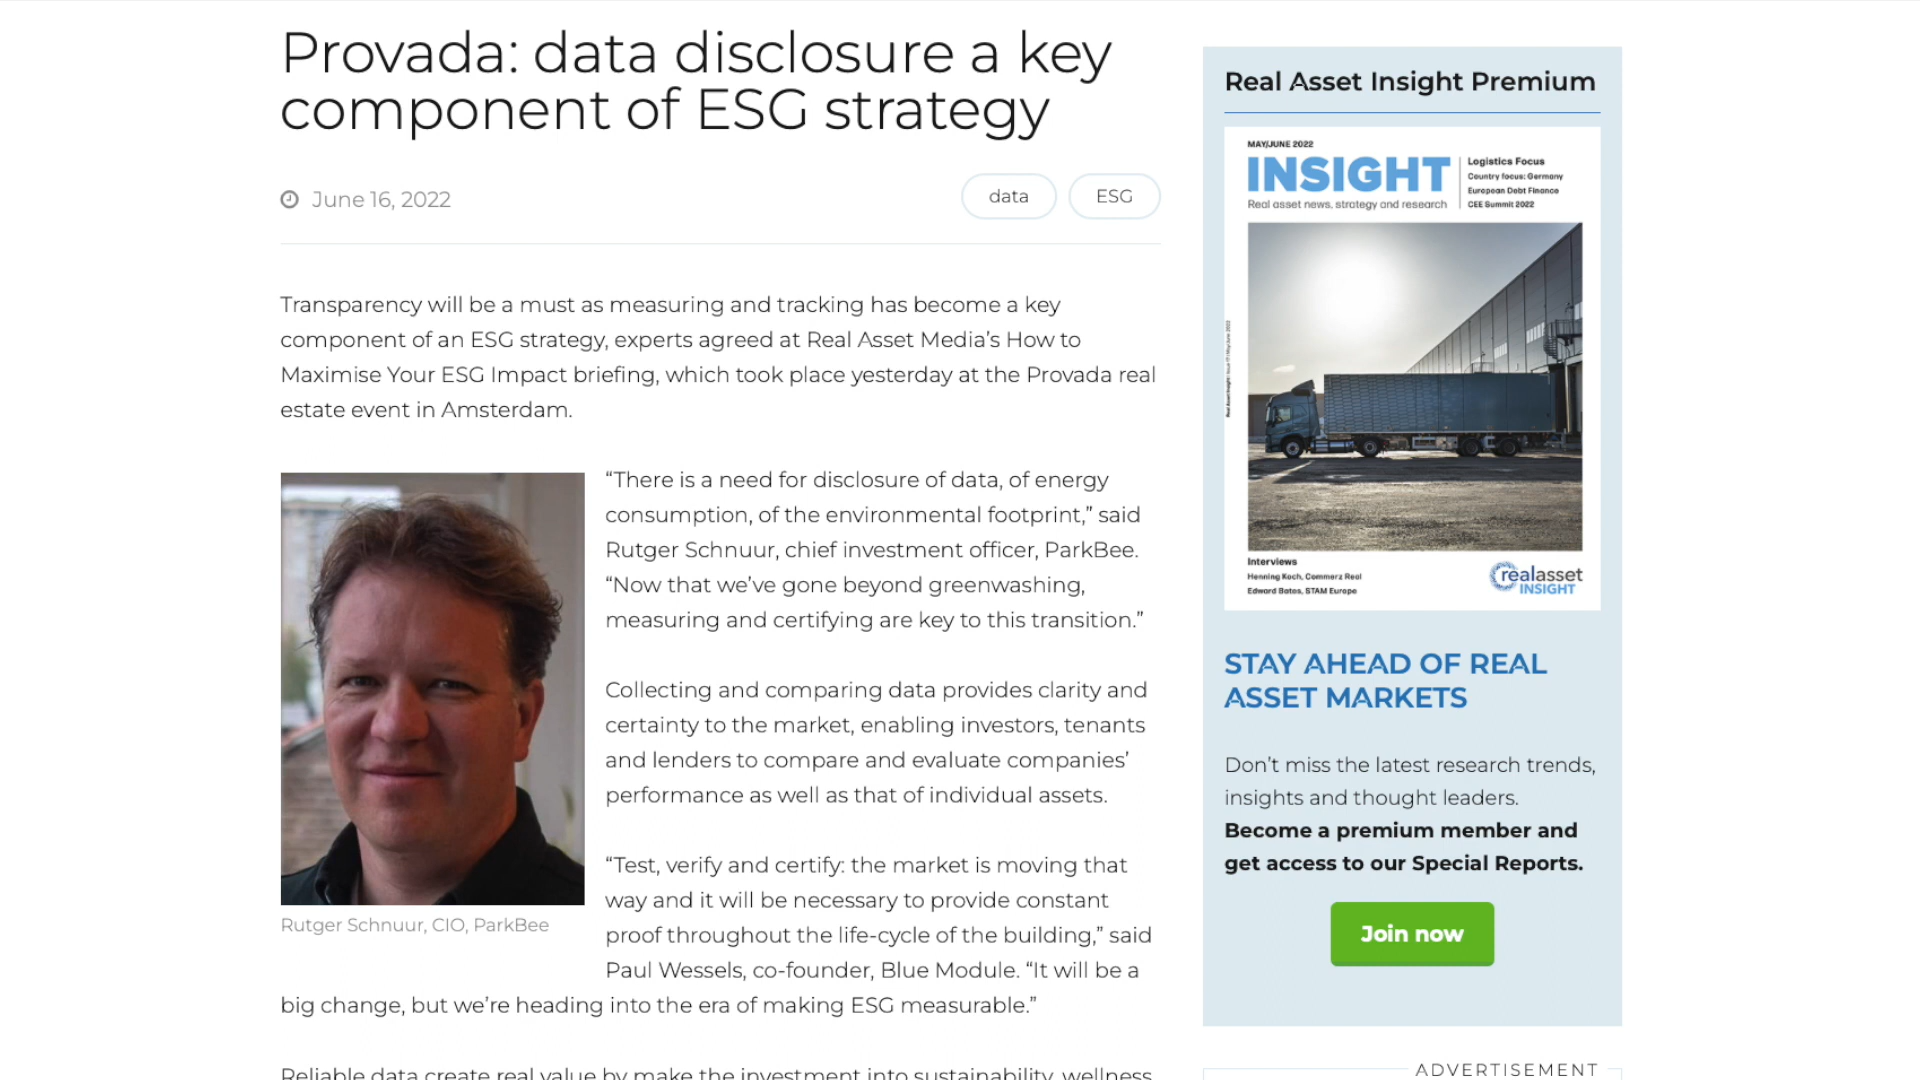 Provada: data disclosure a key
component of ESG strategy
June 16, 2022
data
ESG
Transparency will be a must as measuring and tracking has become a key
component of an ESG strategy, experts agreed at Real Asset Media’s How to
Maximise Your ESG Impact briefing, which took place yesterday at the Provada real
estate event in Amsterdam.
“There is a need for disclosure of data, of energy
consumption, of the environmental footprint,” said
Rutger Schnuur, chief investment officer, ParkBee.
“Now that we’ve gone beyond greenwashing,
measuring and certifying are key to this transition.”
Collecting and comparing data provides clarity and
certainty to the market, enabling investors, tenants
and lenders to compare and evaluate companies’
performance as well as that of individual assets.
Rutger Schnuur, CIO, ParkBee
“Test, verify and certify: the market is moving that
way and it will be necessary to provide constant
proof throughout the life-cycle of the building,” said
Paul Wessels, co-founder, Blue Module. “It will be a
big change, but we’re heading into the era of making ESG measurable.”
Reliable data create real value by make the investment into sustainability, wellness
Real Asset Insight Premium
MAY/JUNE 2022
INSIGHT
Real asset news, strategy and research
Logistics Focus
Country focus: Germany
European Debt Finance
CEE Summit 2022
Interviews
Henning Koch, Commerz Real
Edward Bates, STAM Europe
realasset
INSIGHT
STAY AHEAD OF REAL
ASSET MARKETS
Don’t miss the latest research trends,
insights and thought leaders.
Become a premium member and
get access to our Special Reports.
Join now
ADVERTISEMENT